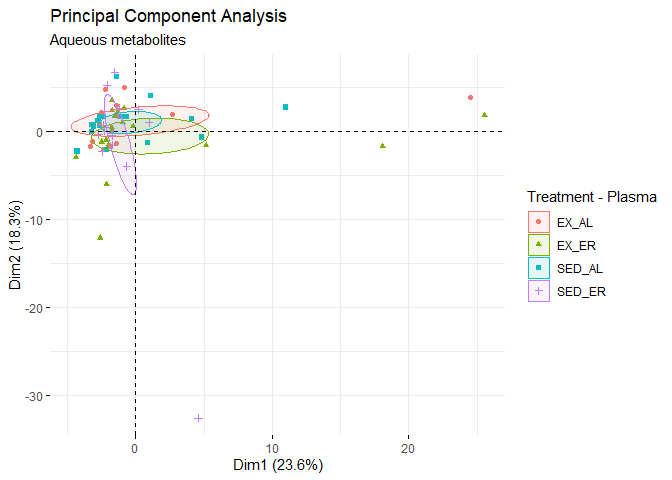 Principal Component Analysis
Aqueous metabolites
0
-10
-20
-30
Dim2 (18.3%)
0
10
20
Dim1 (23.6%)
Treatment - Plasma
EX_AL
EX_ER
SED_AL
SED_ER